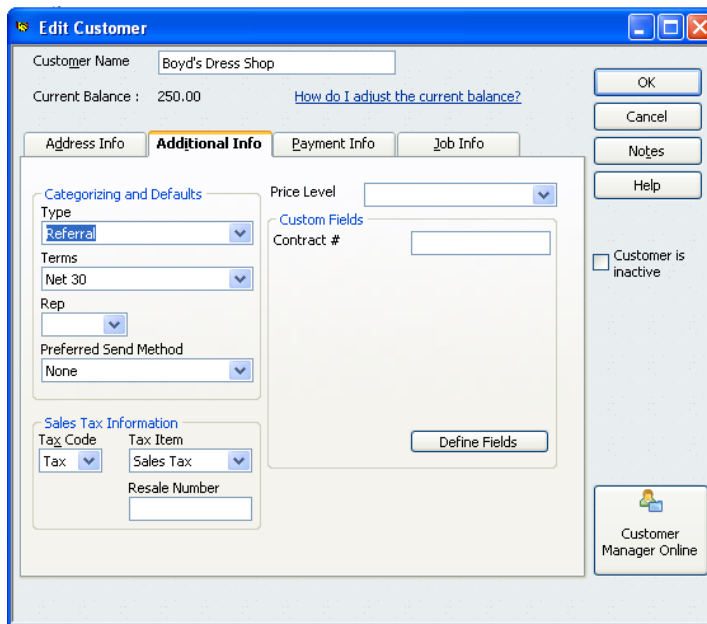 Edit Customer
Customer Name Boyd's Dress Shop
Current Balance : 250.00 How do I adjust the current balance?
OK
Cancel
Notes
Help
Customer is
inactive
Address Info Additional Info Payment Info Job Info
Categorizing and Defaults
Type
Referral
Terms
Net 30
Rep
Preferred Send Method
None
Price Level
Custom Fields
Contract #
Define Fields
Sales Tax Information
Tax Code Tax Item
Tax Sales Tax
Resale Number
Customer
Manager Online